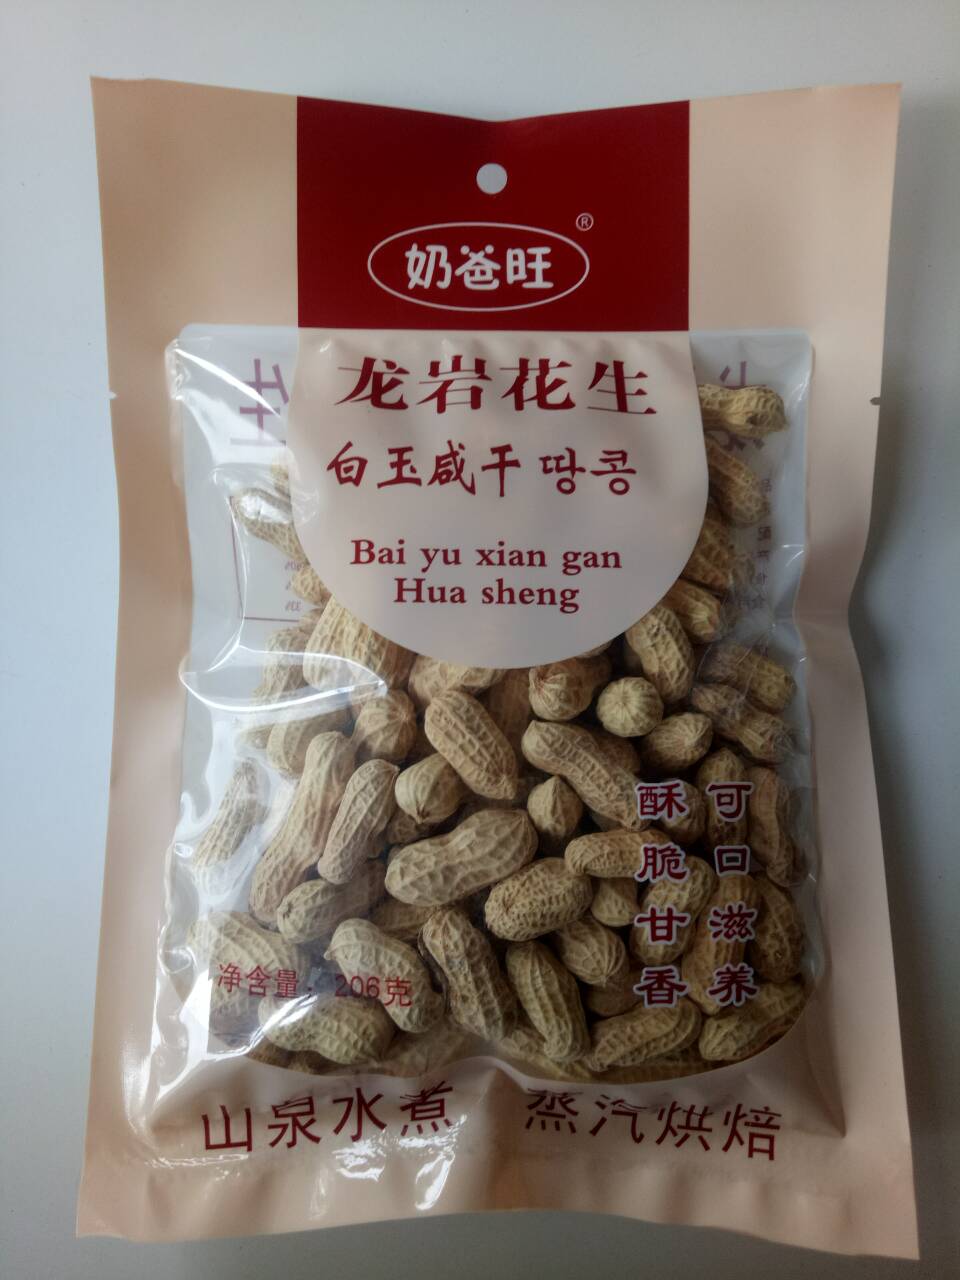 奶爸旺
®
龙岩花生
白玉咸干 땅콩
Bai yu xian gan
Hua sheng
可口滋养
酥脆甘香
净含量：206克
山泉水煮 蒸汽烘焙